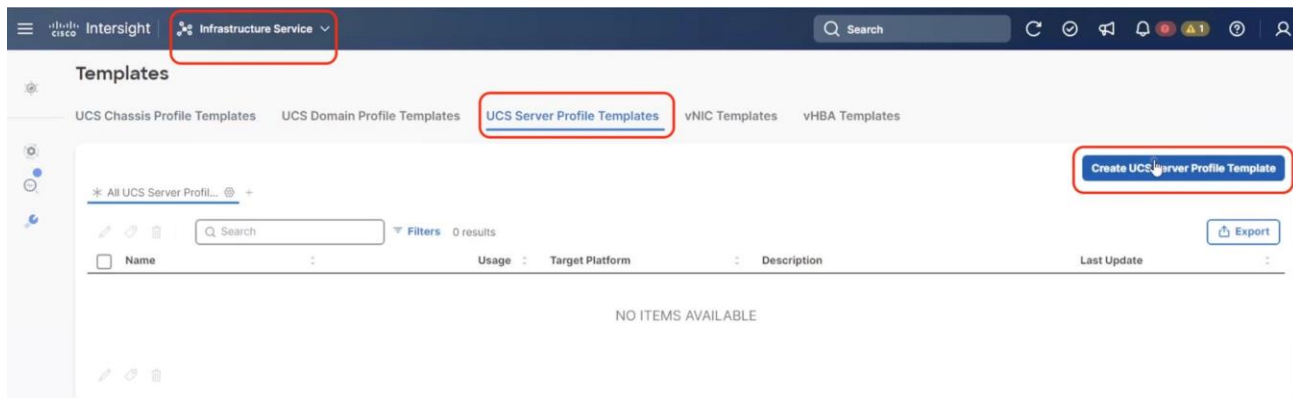 cisco Intersight Infrastructure Service Search 1
Templates
UCS Chassis Profile Templates UCS Domain Profile Templates UCS Server Profile Templates vNIC Templates vHBA Templates
Create UCS Server Profile Template
All UCS Server Profil... +
Search Filters 0 results Export
Name Usage Target Platform Description Last Update
NO ITEMS AVAILABLE